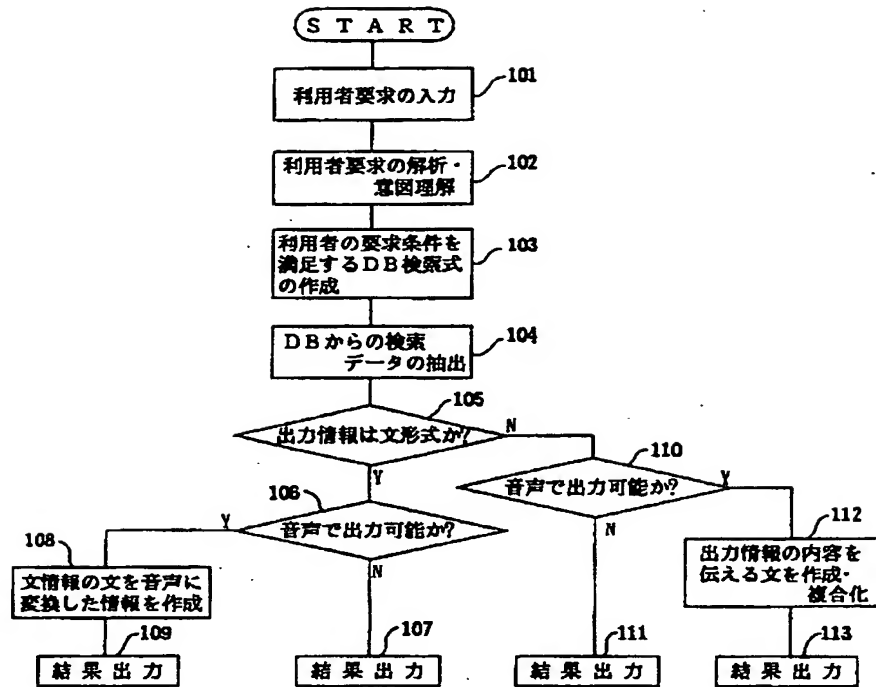 START
101
利用者要求の入力
102
利用者要求の解析・
意図理解
103
利用者の要求条件を
満足するDB検索式
の作成
104
DBからの検索
データの抽出
105
出力情報は文形式か?
N
Y
110
音声で出力可能か?
Y
N
106
音声で出力可能か?
Y
N
112
出力情報の内容を
伝える文を作成・
複合化
108
文情報の文を音声に
変換した情報を作成
109
結果出力
107
結果出力
111
結果出力
113
結果出力